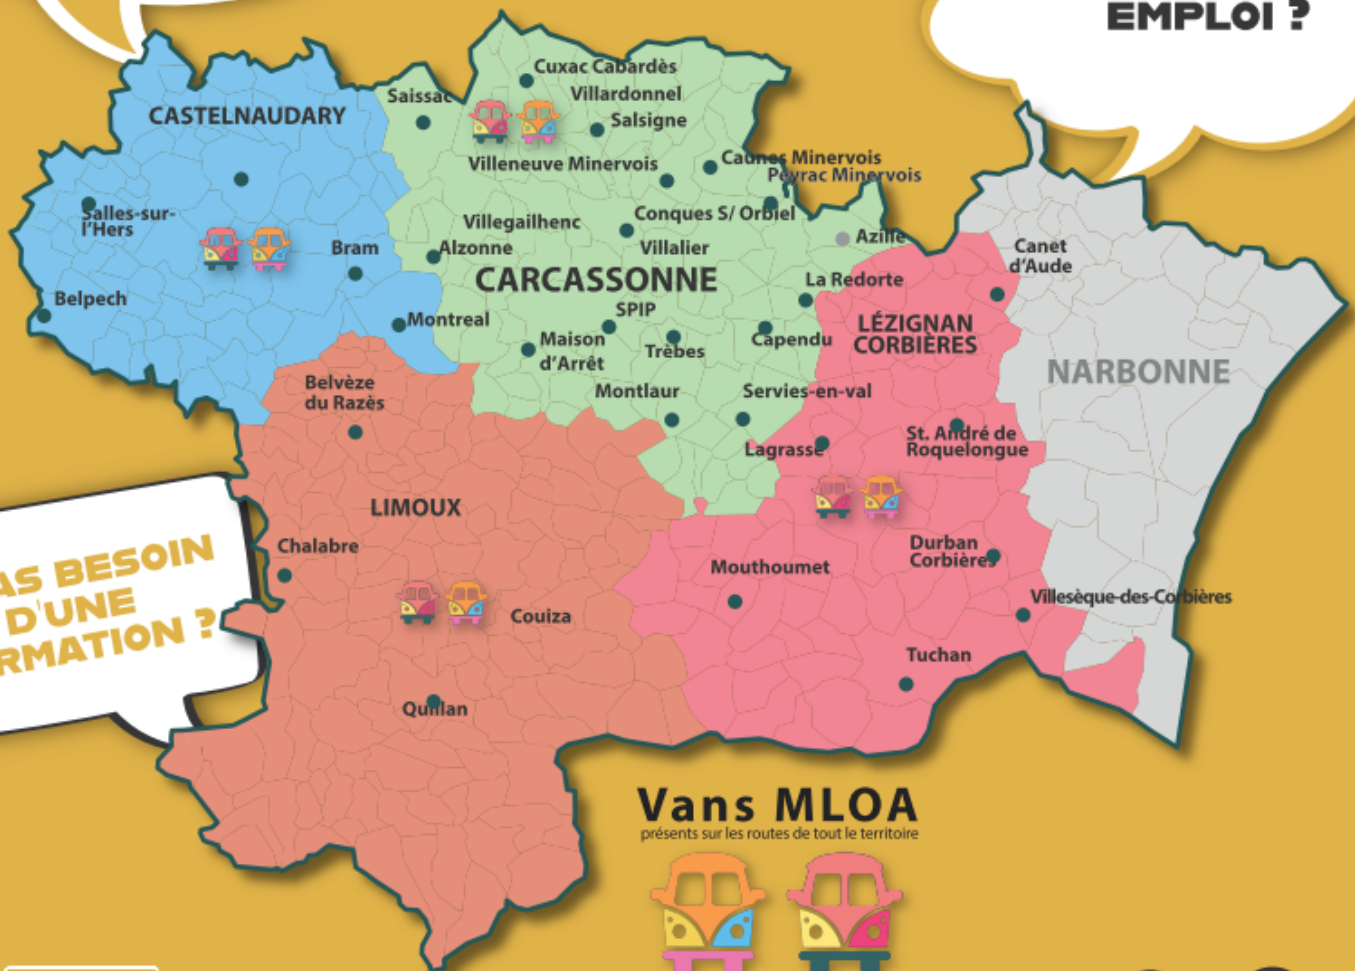 EMPLOI ?
Cuxac Cabardès
Saissac
Villardonnel
CASTELNAUDARY
Salsigne
Villeneuve Minervois
Caunes Minervois
Peyrac Minervois
Salles-sur-
l'Hers
Villegailhenc
Conques S/ Orbiel
Azille
Bram
Alzonne
Villalier
Canet
d'Aude
CARCASSONNE
La Redorte
Belpech
SPIP
Montreal
LÉZIGNAN
CORBIÈRES
Maison
d'Arrêt
Trèbes
Capendu
NARBONNE
Belvèze
du Razès
Montlaur
Servies-en-val
Lagrasse
St. André de
Roquelongue
LIMOUX
Chalabre
Durban
Corbières
AS BESOIN
D'UNE
RMATION ?
Mouthoumet
Villesèque-des-Corbières
Couiza
Tuchan
Quillan
Vans MLOA
présents sur les routes de tout le territoire